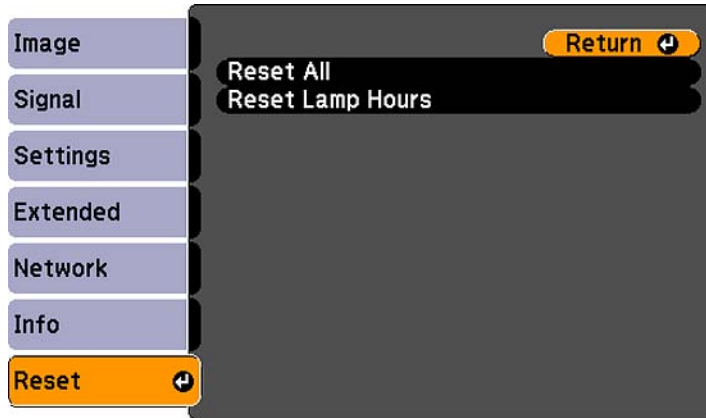 Image
Signal
Settings
Extended
Network
Info
Reset
Return
Reset All
Reset Lamp Hours